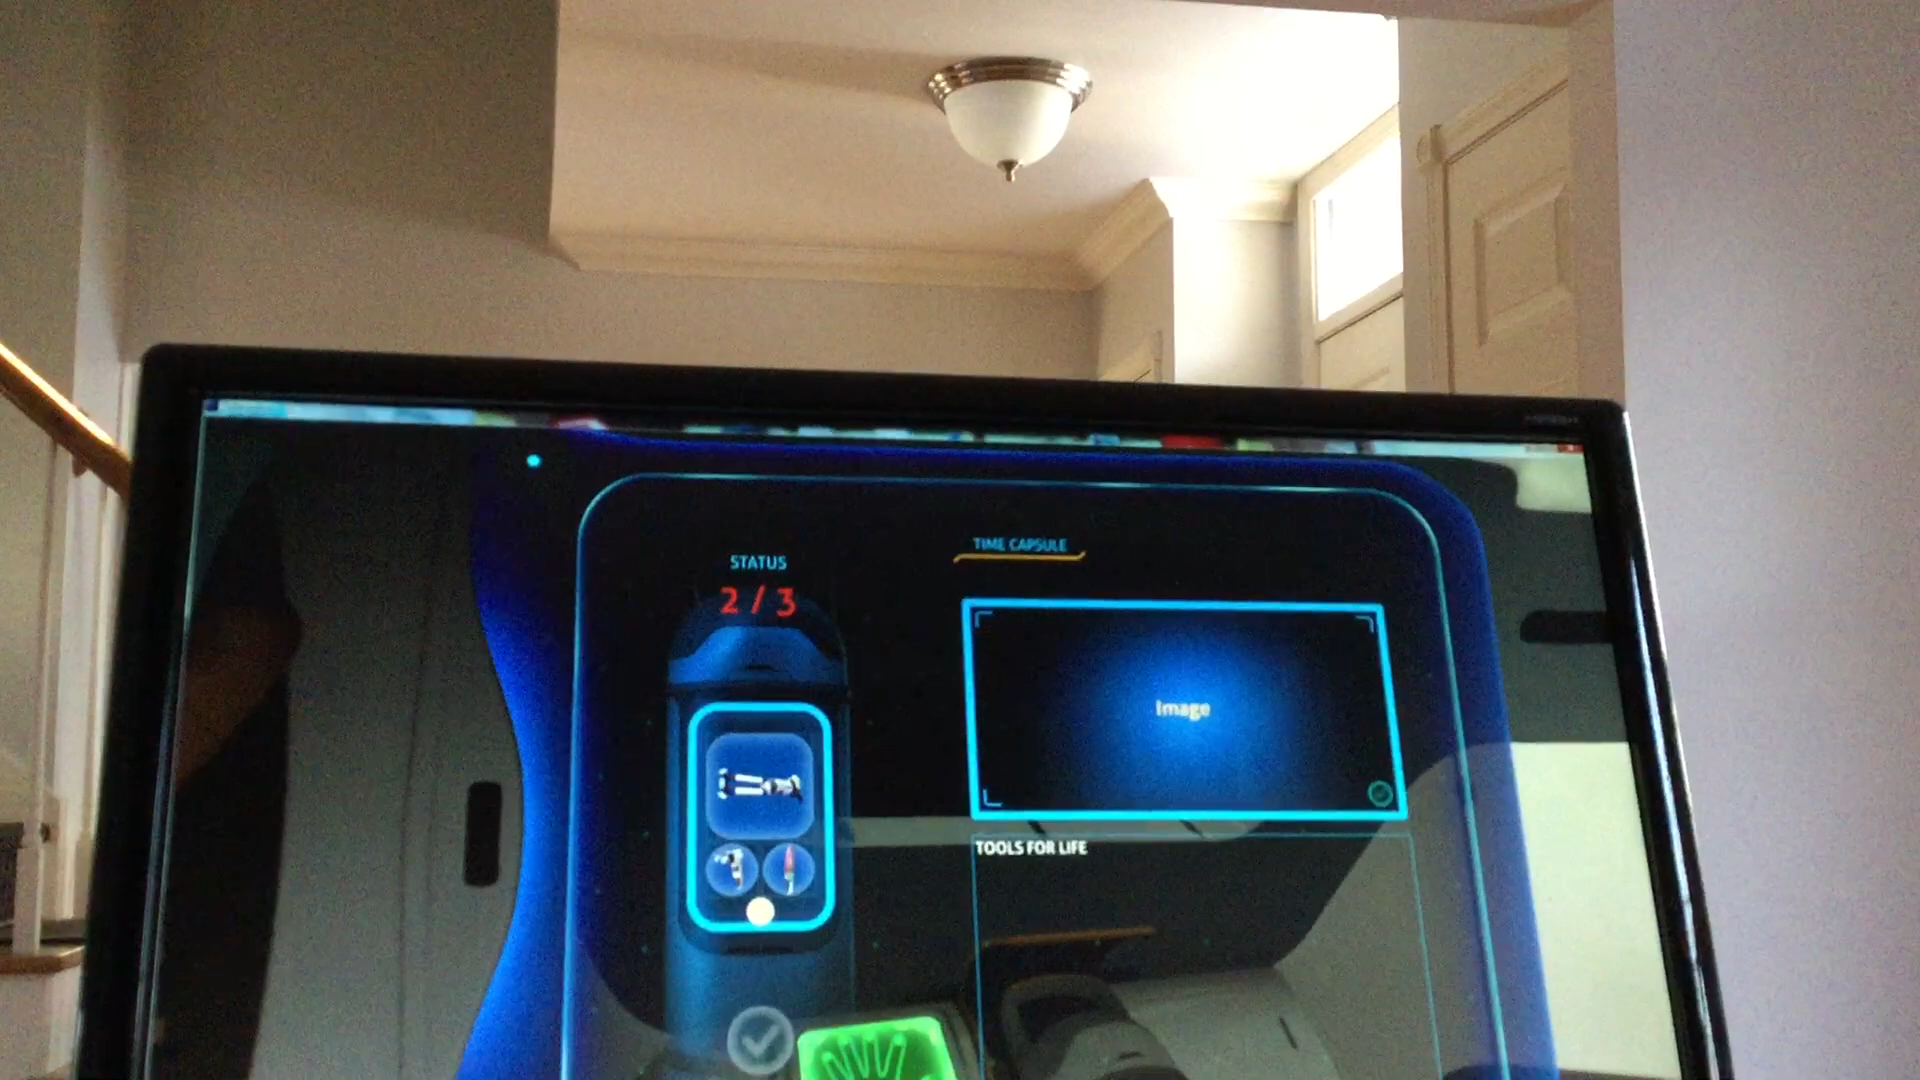 TIME CAPSULE
STATUS
2 / 3
Image
TOOLS FOR LIFE